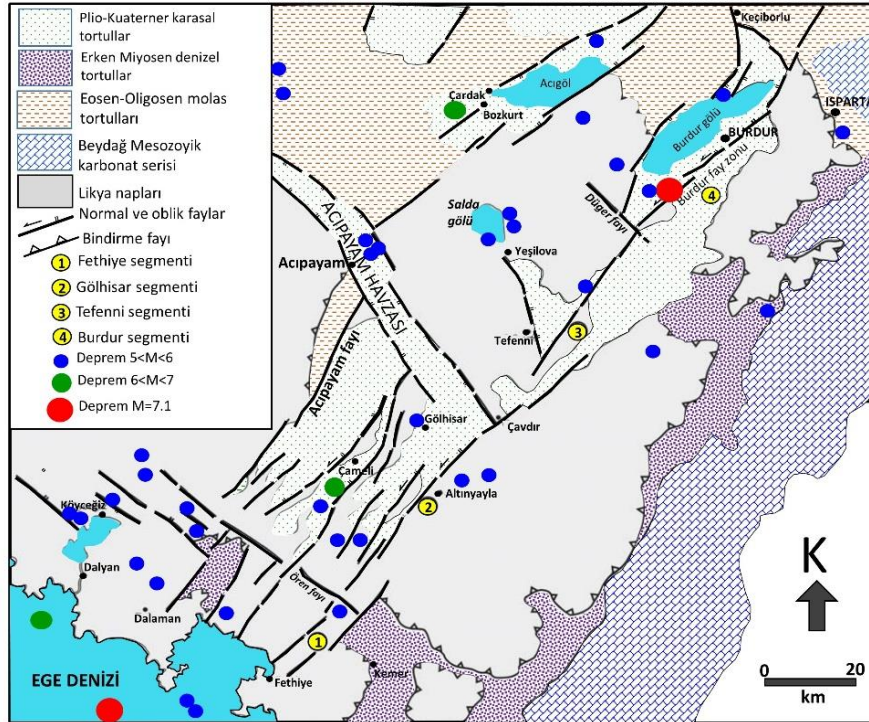 Plio-Kuaterner karasal
tortullar
Erken Miyosen denizel
tortullar
Eosen-Oligosen molas
tortulları
Beydağ Mesozoyik
karbonat serisi
Likya napları
Normal ve oblik faylar
Bindirme fayı
1 Fethiye segmenti
2 Gölhisar segmenti
3 Tefenni segmenti
4 Burdur segmenti
Deprem 5<M<6
Deprem 6<M<7
Deprem M=7.1
Keçiborlu
Çardak
Acıgöl
Bozkurt
ISPARTA
Burdur gölü
BURDUR
Burdur fay zonu
4
Düğer fayı
Salda
gölü
Yeşilova
ACIPAYAM HAVZASI
Acıpayam
Tefenni
3
Acıpayam fayı
Çavdır
Gölhisar
Çameli
Altınyayla
2
Köyceğiz
Dalyan
Dalaman
Ören fayı
1
Kemer
Fethiye
EGE DENİZİ
K
0 20
km